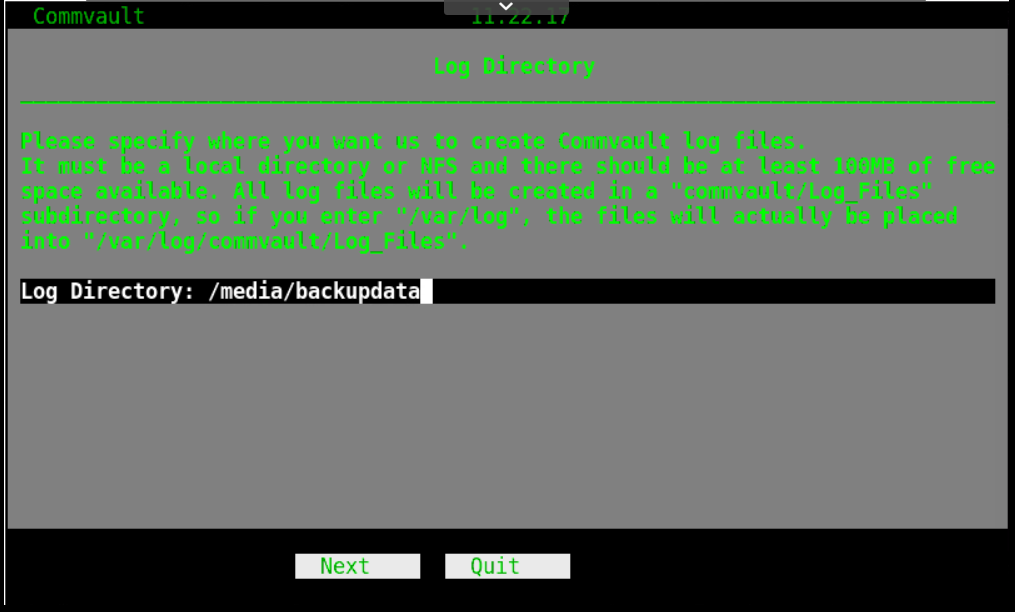 Commvault 11.22.17
Log Directory
Please specify where you want us to create Commvault log files.
It must be a local directory or NFS and there should be at least 100MB of free
space available. All log files will be created in a "commvault/Log_Files"
subdirectory, so if you enter "/var/log", the files will actually be placed
into "/var/log/commvault/Log_Files".
Log Directory: /media/backupdata
Next Quit